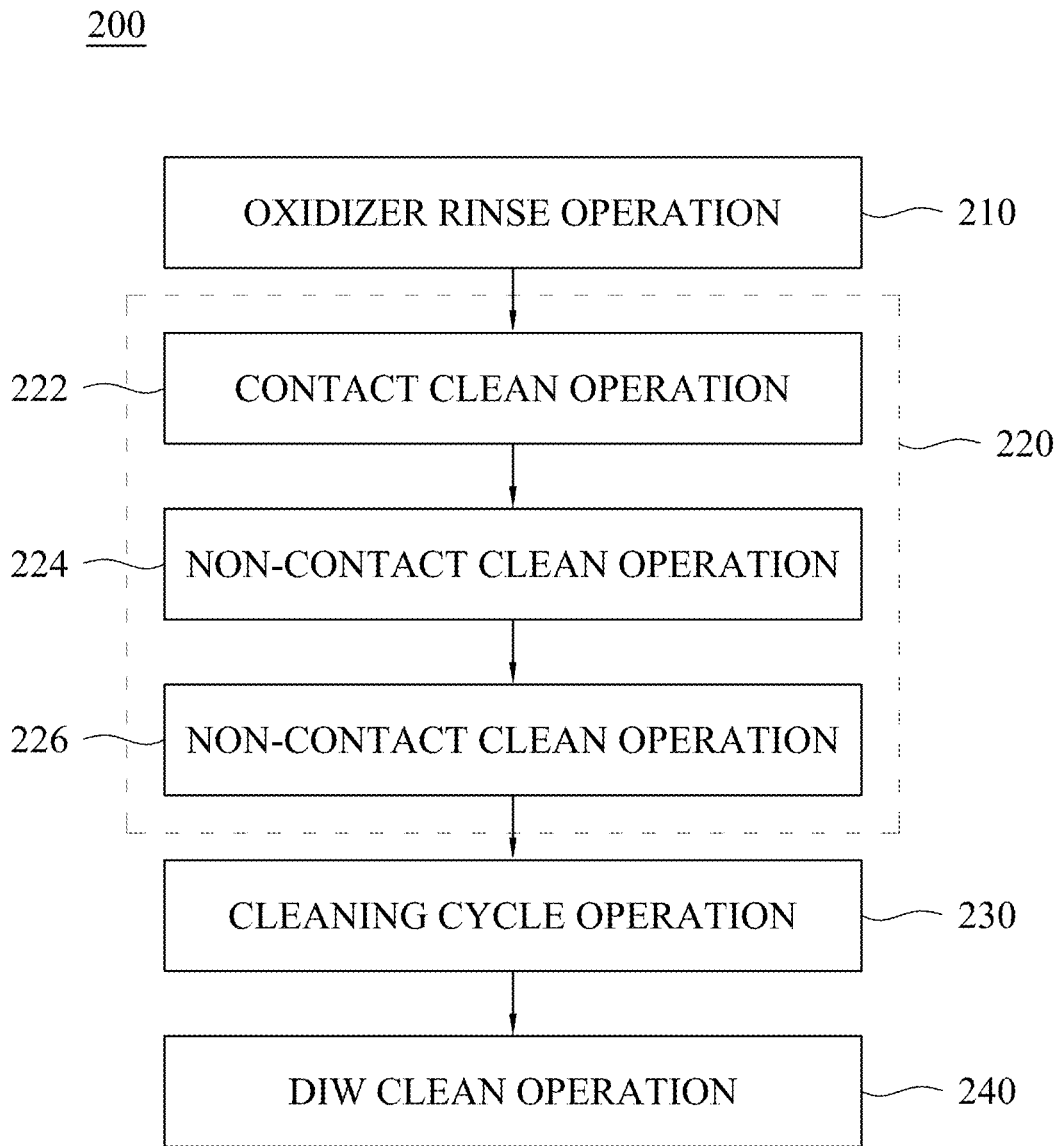 200
OXIDIZER RINSE OPERATION
210
222
CONTACT CLEAN OPERATION
220
224
NON-CONTACT CLEAN OPERATION
226
NON-CONTACT CLEAN OPERATION
CLEANING CYCLE OPERATION
230
DIW CLEAN OPERATION
240